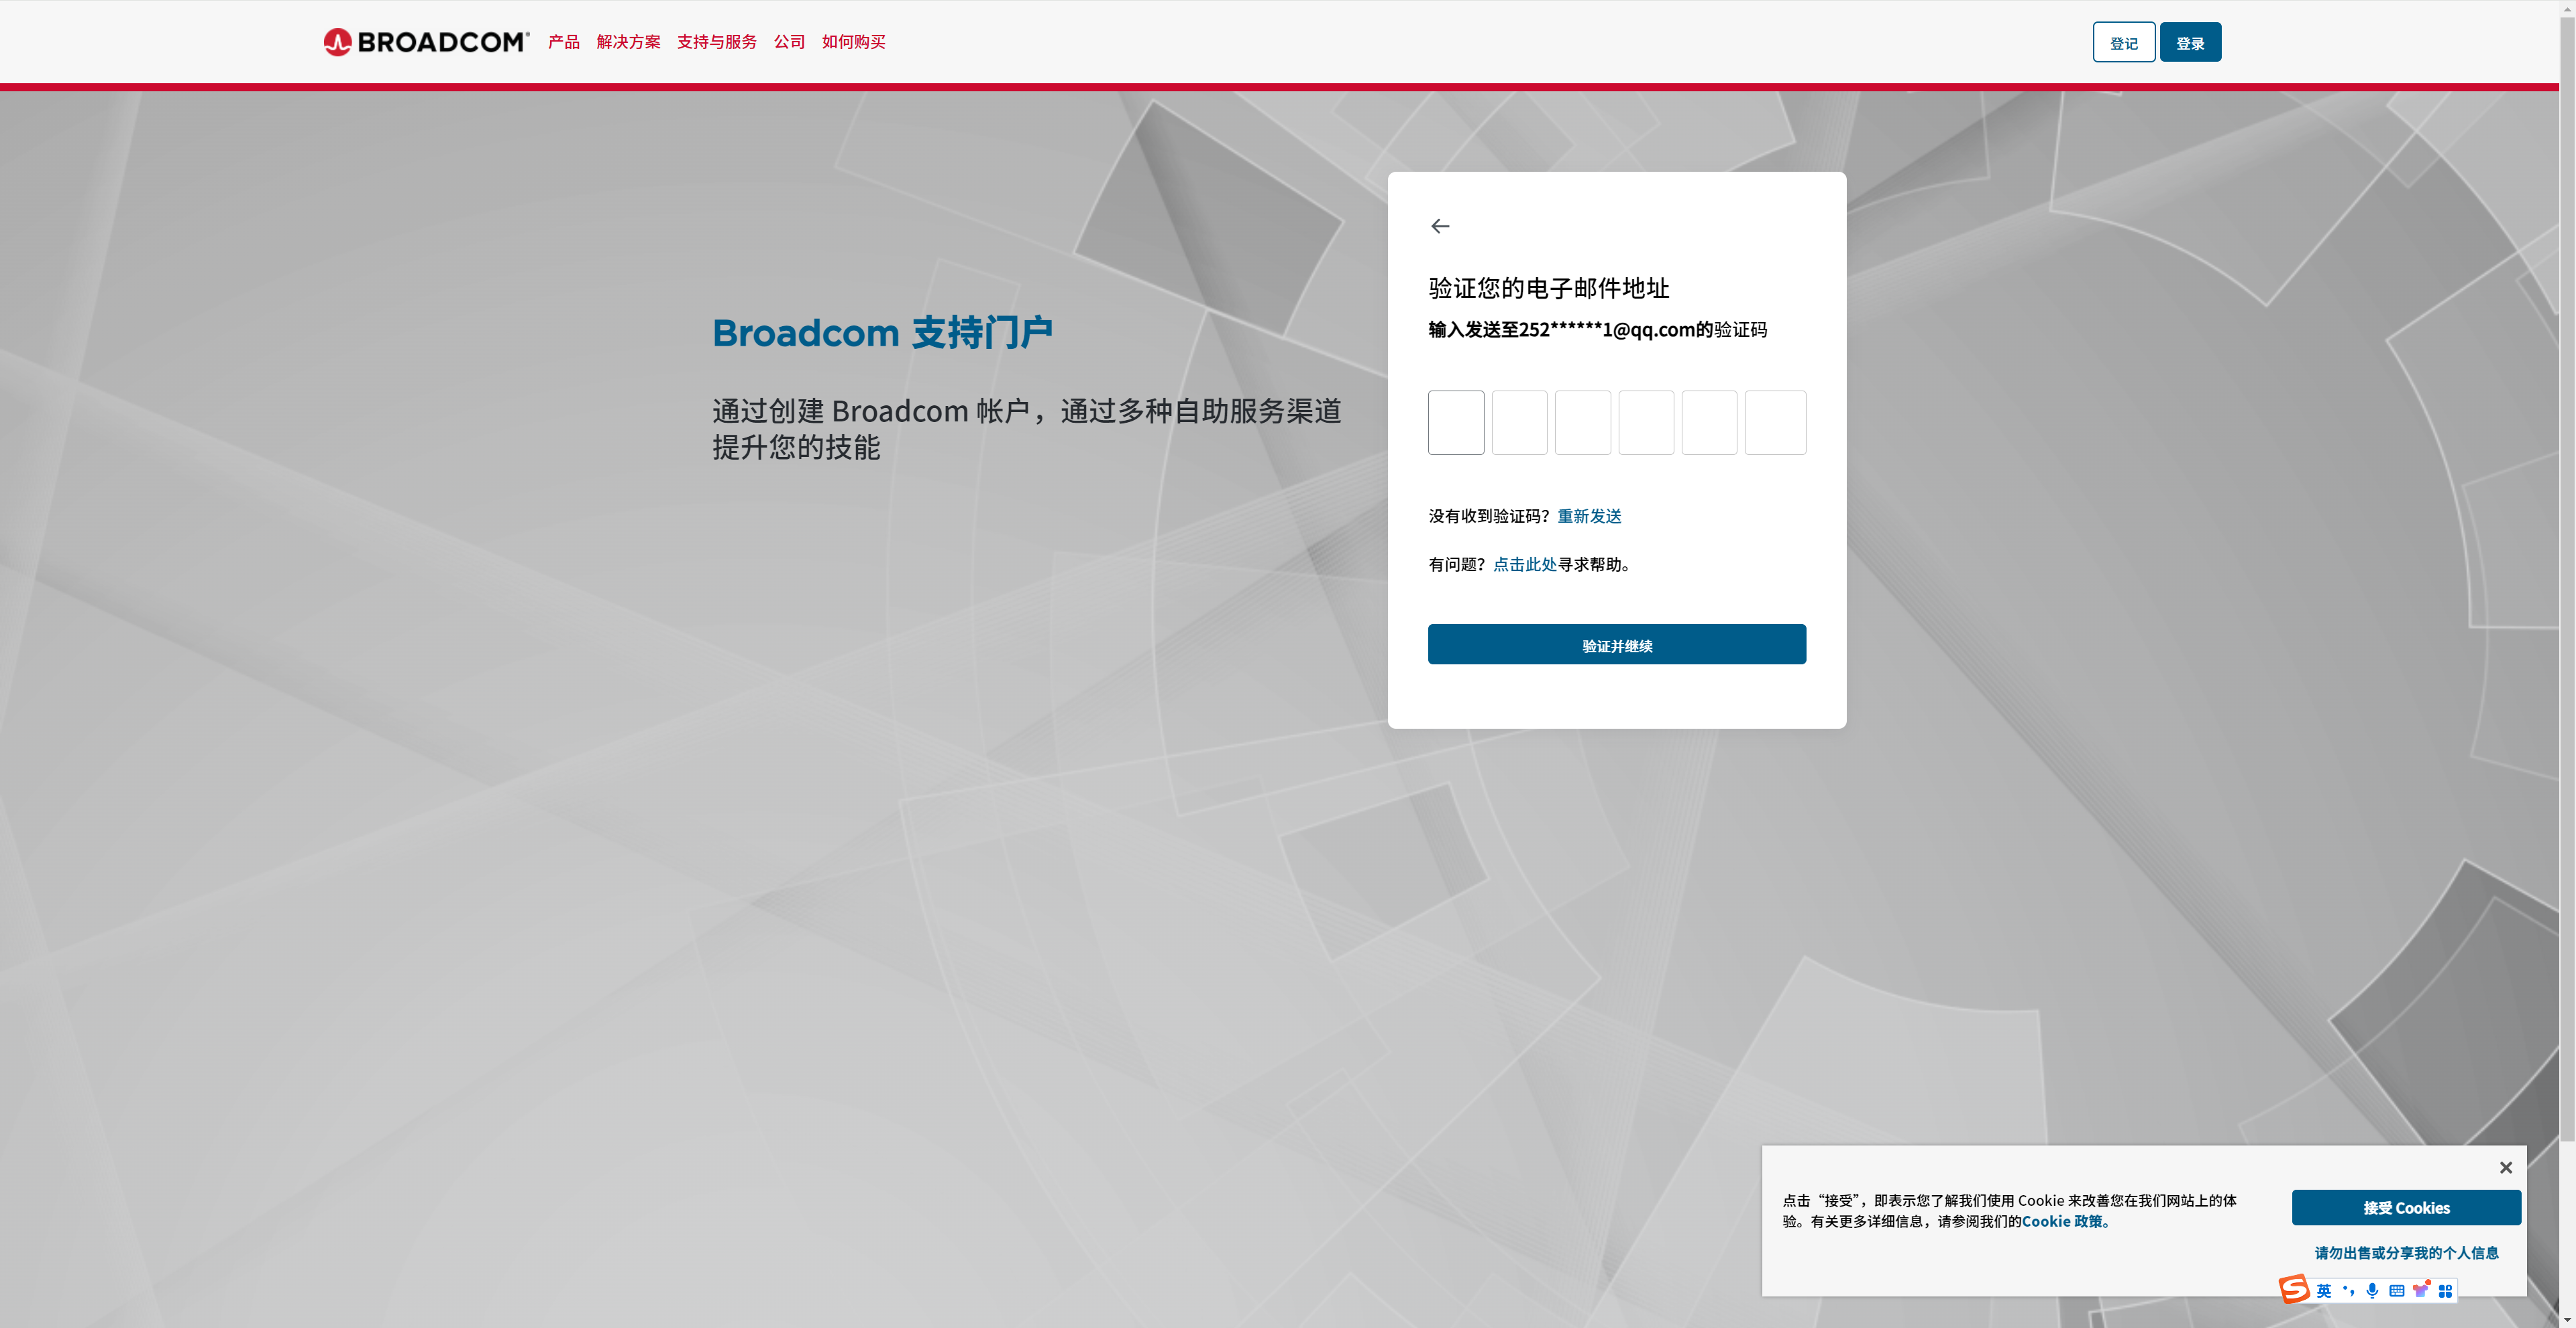 BROADCOM®
产品 解决方案 支持与服务 公司 如何购买
登记 登录
Broadcom 支持门户
通过创建 Broadcom 帐户，通过多种自助服务渠道
提升您的技能
验证您的电子邮件地址
输入发送至252******1@qq.com的验证码
没有收到验证码？重新发送
有问题？点击此处寻求帮助。
验证并继续
点击“接受”，即表示您了解我们使用 Cookie 来改善您在我们网站上的体
验。有关更多详细信息，请参阅我们的Cookie 政策。
接受 Cookies
请勿出售或分享我的个人信息
英